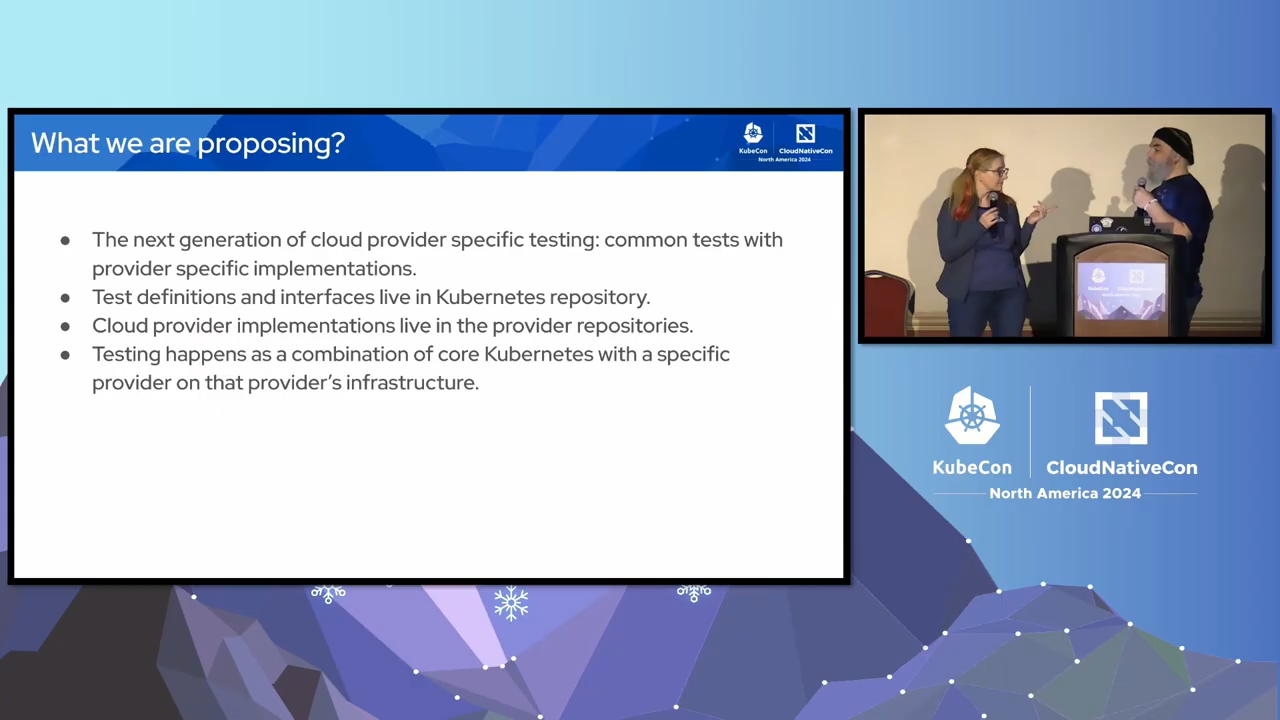 What we are proposing?
KubeCon
CloudNativeCon
North America 2024
● The next generation of cloud provider specific testing: common tests with
provider specific implementations.
● Test definitions and interfaces live in Kubernetes repository.
● Cloud provider implementations live in the provider repositories.
● Testing happens as a combination of core Kubernetes with a specific
provider on that provider’s infrastructure.
KubeCon
CloudNativeCon
North America 2024